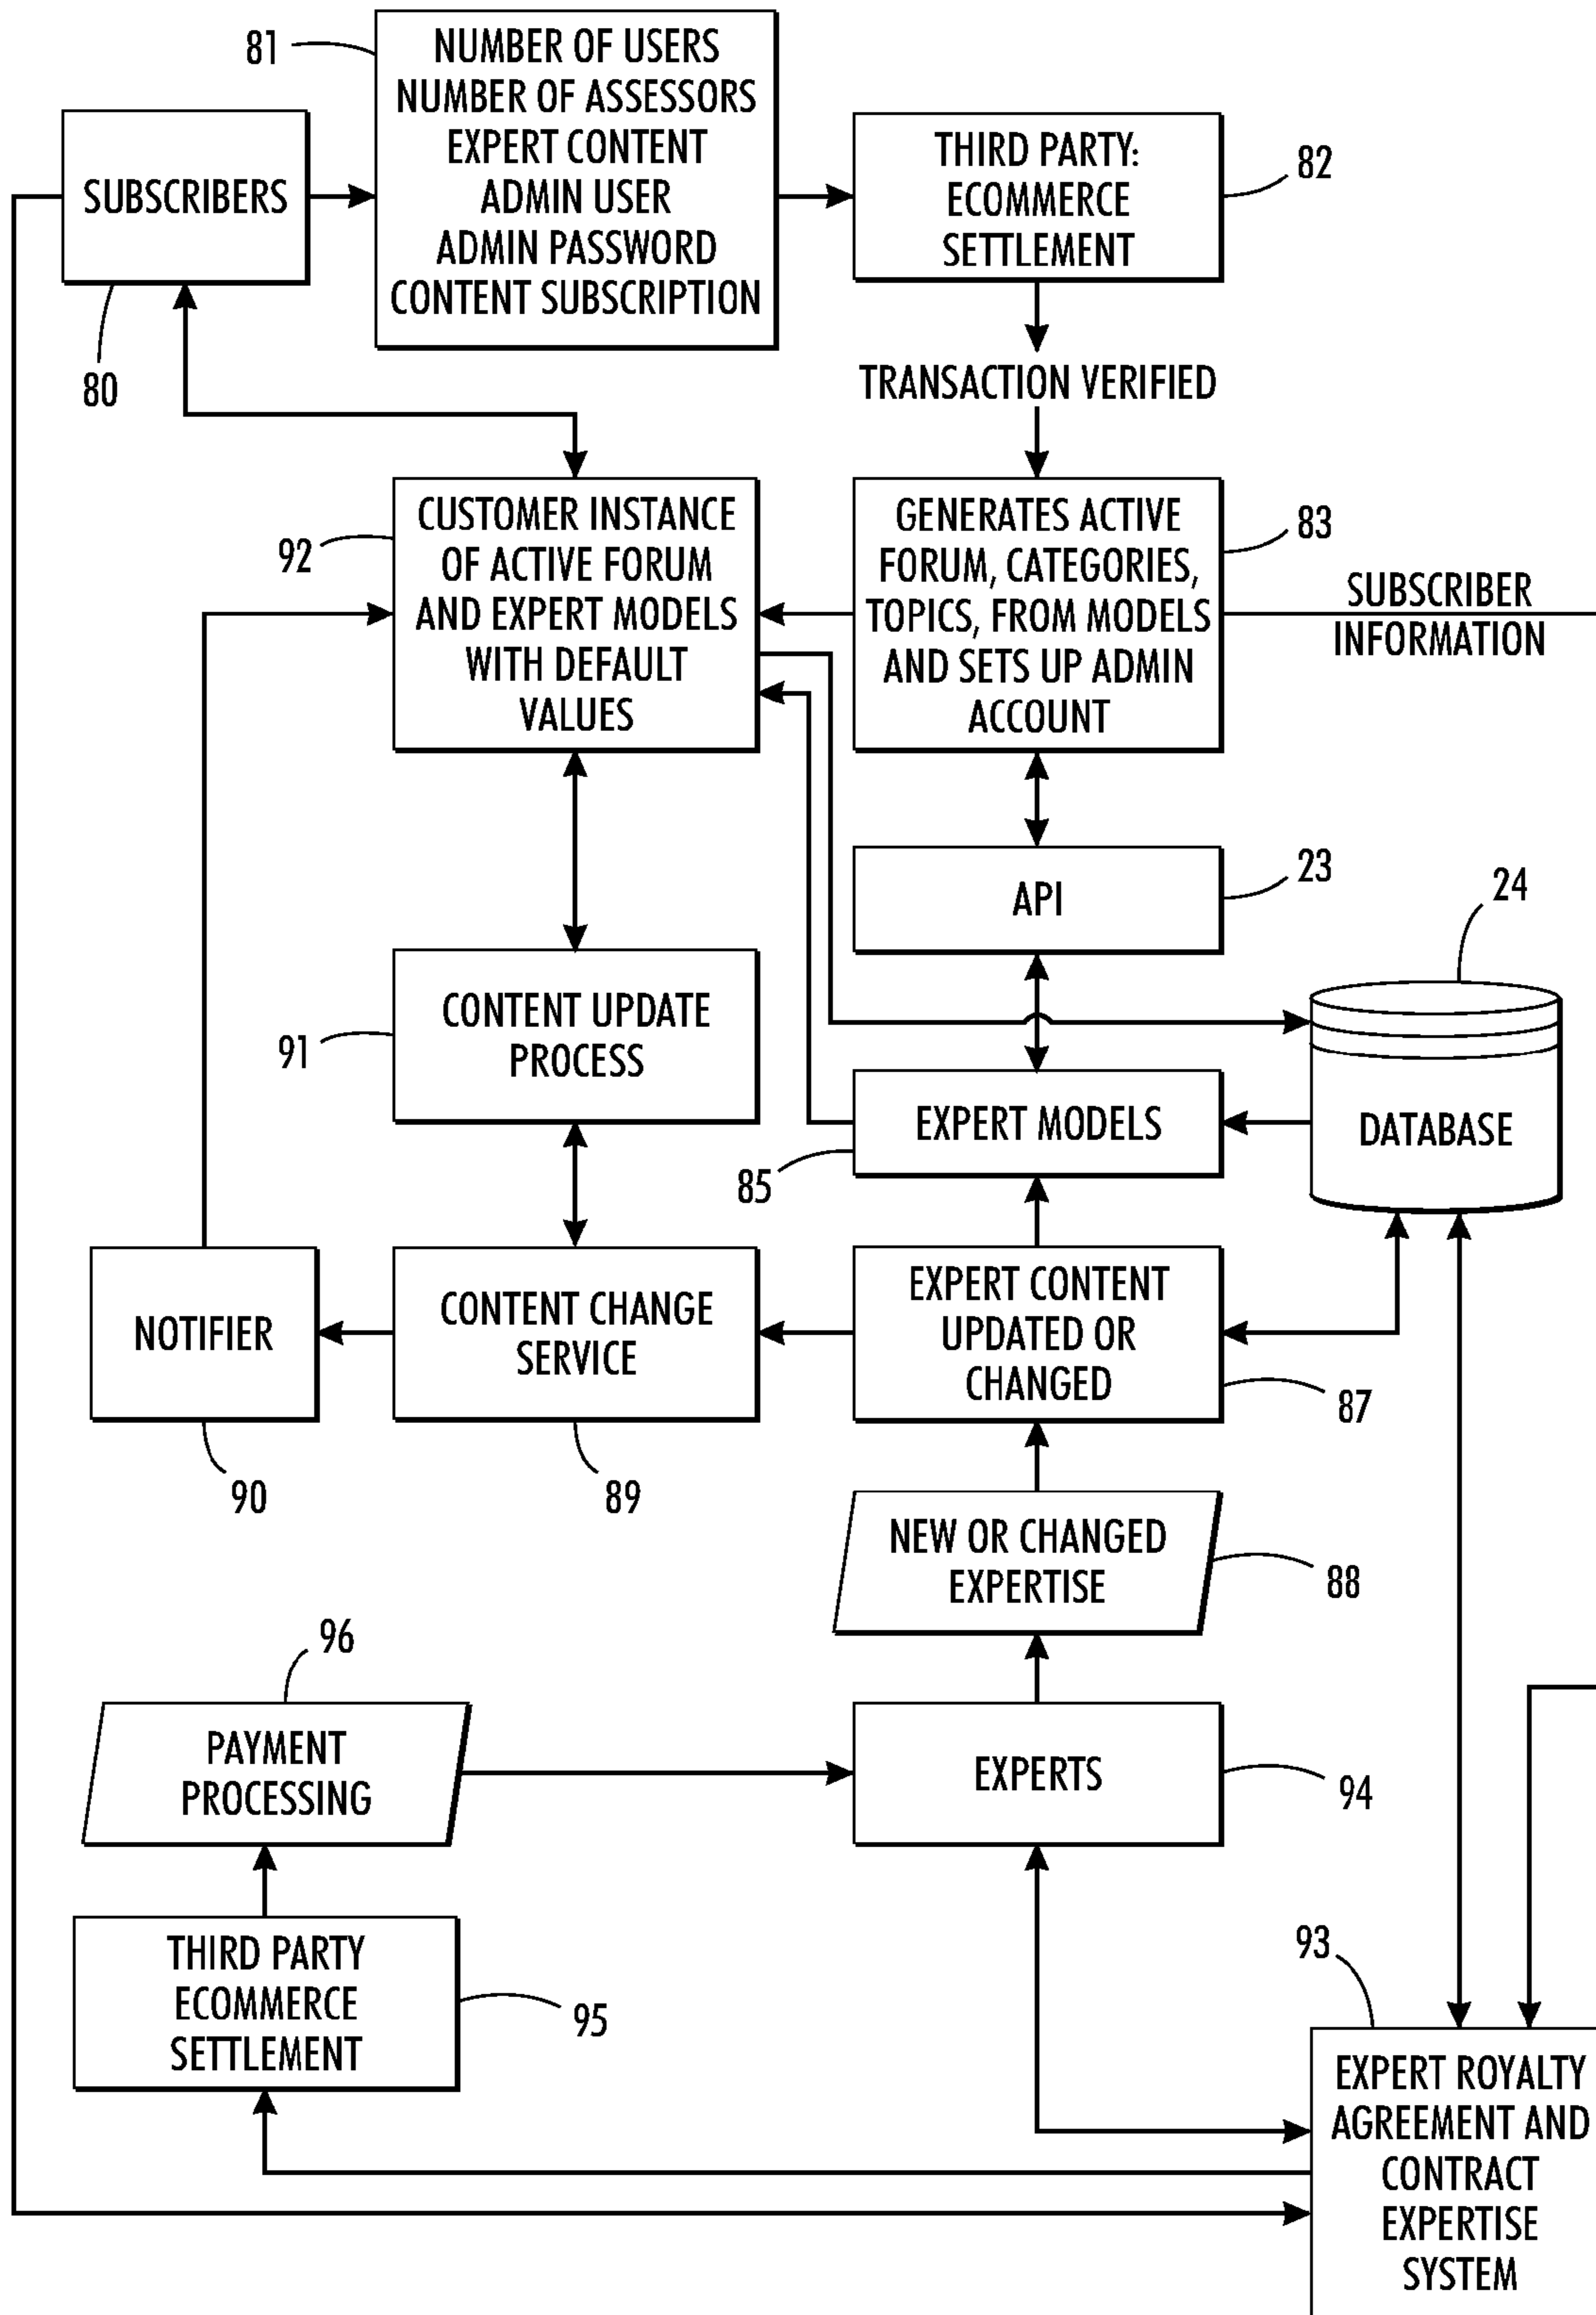 81
NUMBER OF USERS
NUMBER OF ASSESSORS
EXPERT CONTENT
ADMIN USER
ADMIN PASSWORD
CONTENT SUBSCRIPTION
SUBSCRIBERS
80
THIRD PARTY:
ECOMMERCE
SETTLEMENT
82
TRANSACTION VERIFIED
92
CUSTOMER INSTANCE
OF ACTIVE FORUM
AND EXPERT MODELS
WITH DEFAULT
VALUES
GENERATES ACTIVE
FORUM, CATEGORIES,
TOPICS, FROM MODELS
AND SETS UP ADMIN
ACCOUNT
83
SUBSCRIBER
INFORMATION
API
23
24
91
CONTENT UPDATE
PROCESS
EXPERT MODELS
85
DATABASE
NOTIFIER
90
CONTENT CHANGE
SERVICE
89
EXPERT CONTENT
UPDATED OR
CHANGED
87
NEW OR CHANGED
EXPERTISE
88
96
PAYMENT
PROCESSING
EXPERTS
94
THIRD PARTY
ECOMMERCE
SETTLEMENT
95
93
EXPERT ROYALTY
AGREEMENT AND
CONTRACT
EXPERTISE
SYSTEM